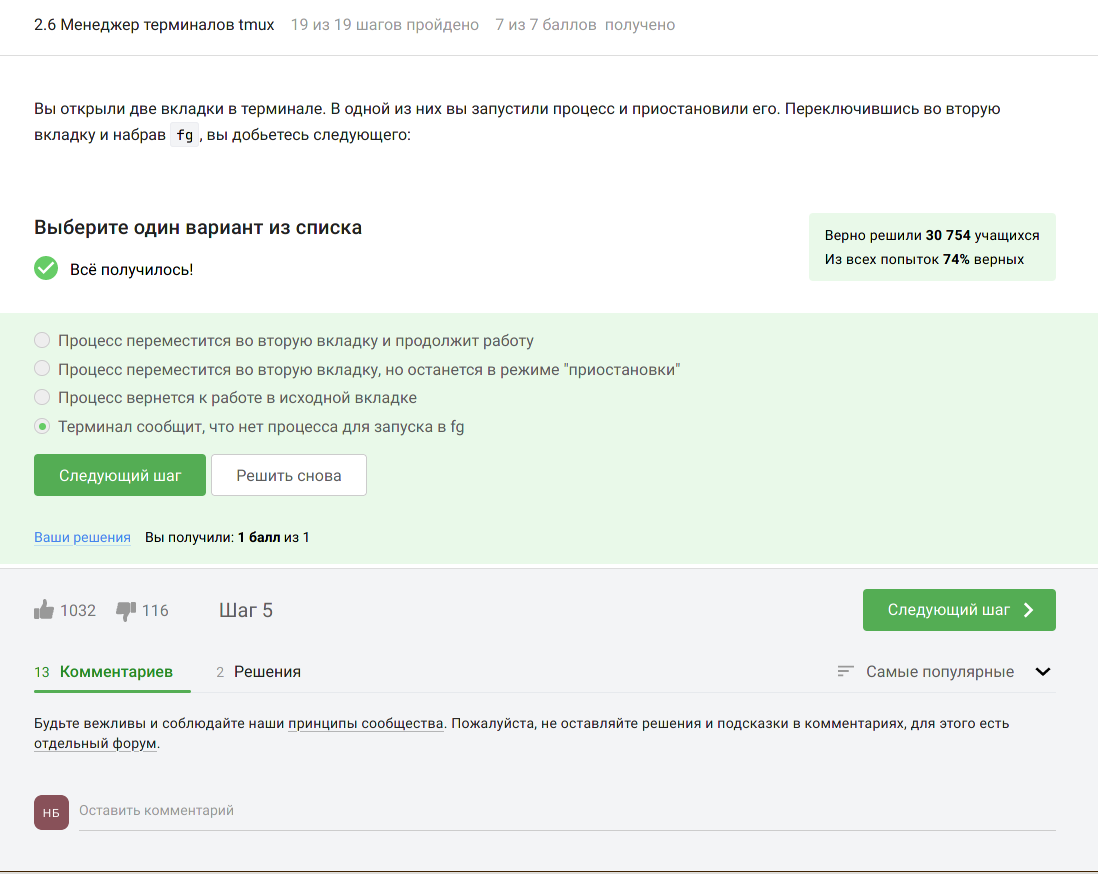 2.6 Менеджер терминалов tmux 19 из 19 шагов пройдено 7 из 7 баллов получено
Вы открыли две вкладки в терминале. В одной из них вы запустили процесс и приостановили его. Переключившись во вторую
вкладку и набрав fg, вы добьетесь следующего:
Выберите один вариант из списка
Всё получилось!
Верно решили 30 754 учащихся
Из всех попыток 74% верных
Процесс переместится во вторую вкладку и продолжит работу
Процесс переместится во вторую вкладку, но останется в режиме "приостановки"
Процесс вернется к работе в исходной вкладке
Терминал сообщит, что нет процесса для запуска в fg
Следующий шаг Решить снова
Ваши решения Вы получили: 1 балл из 1
1032 116 Шаг 5 Следующий шаг
13 Комментариев 2 Решения Самые популярные
Будьте вежливы и соблюдайте наши принципы сообщества. Пожалуйста, не оставляйте решения и подсказки в комментариях, для этого есть
отдельный форум.
НБ Оставить комментарий